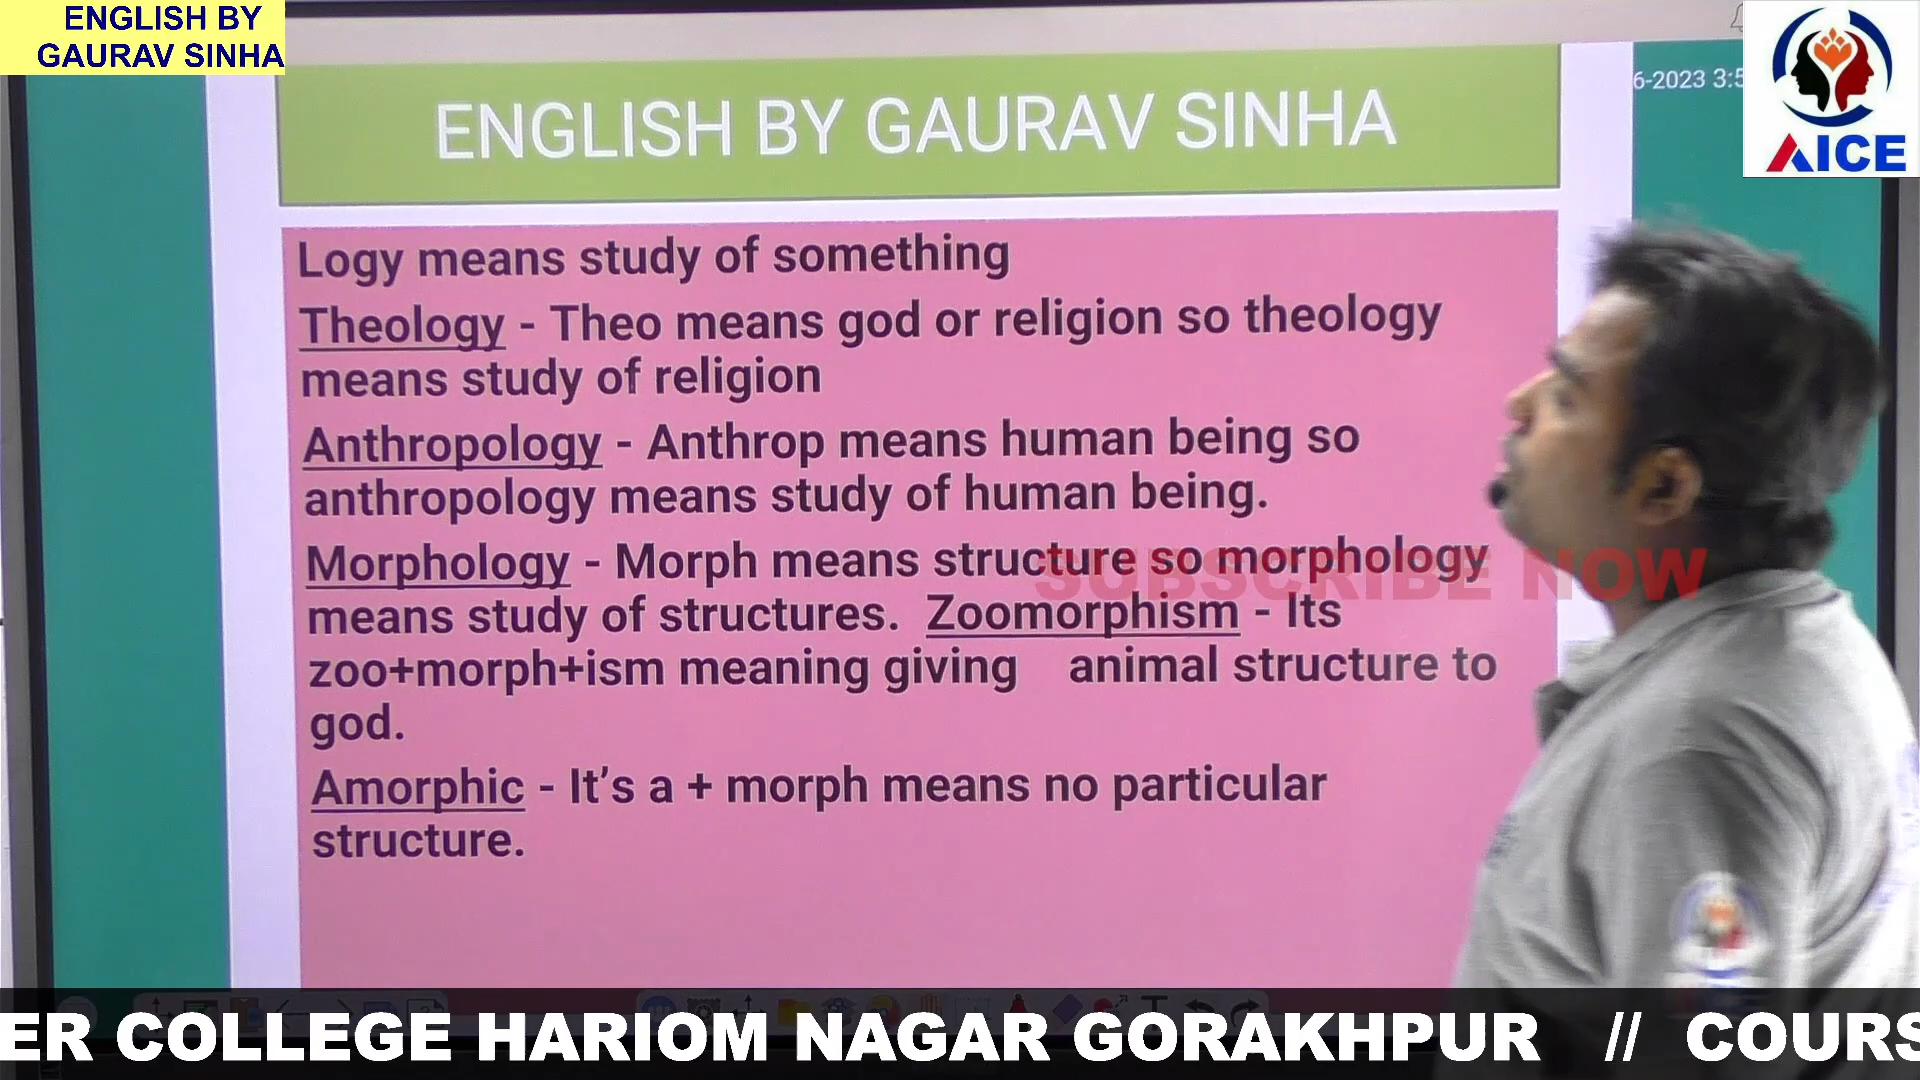 ENGLISH BY
GAURAV SINHA
6-2023 3:5
AICE
ENGLISH BY GAURAV SINHA
Logy means study of something
Theology - Theo means god or religion so theology
means study of religion
Anthropology - Anthrop means human being so
anthropology means study of human being.
Morphology - Morph means structure so morphology
means study of structures. Zoomorphism - Its
zoo+morph+ism meaning giving animal structure to
god.
Amorphic - It's a + morph means no particular
structure.
SUBSCRIBE NOW
ER COLLEGE HARIOM NAGAR GORAKHPUR // COURS